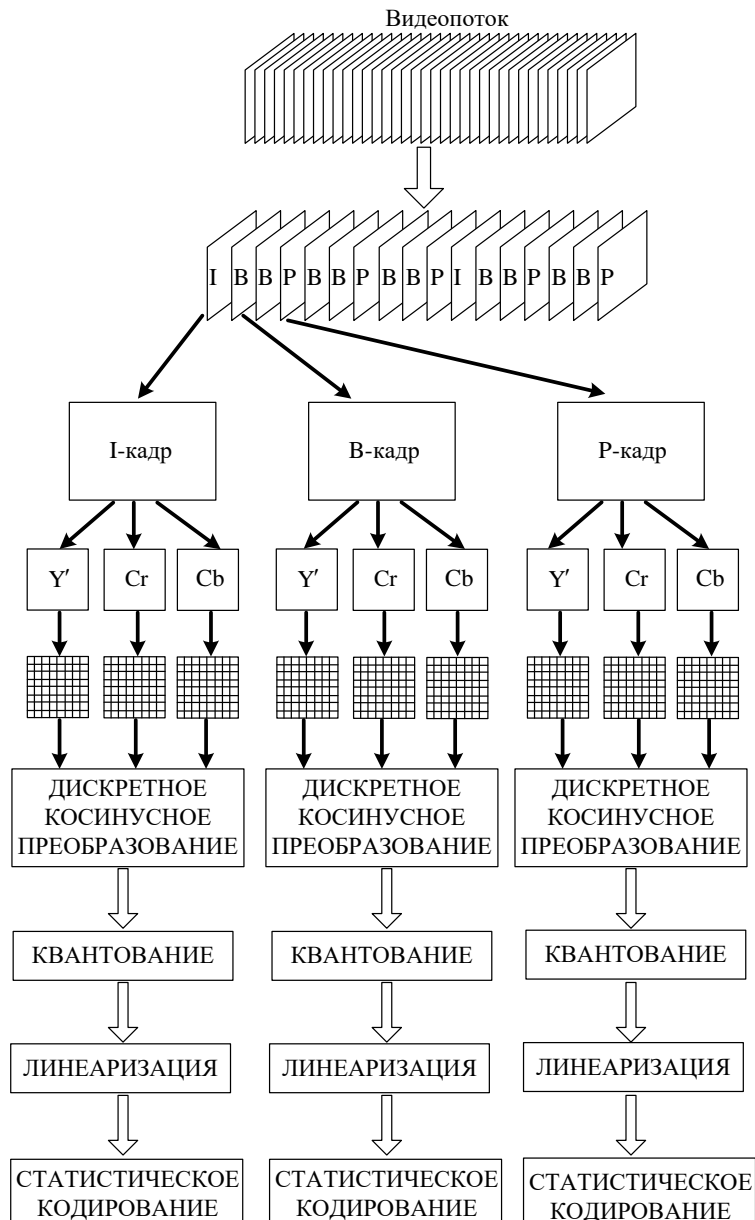 Видеопоток
I B B P B B P B B P I B B P B B P
I-кадр B-кадр P-кадр
Y' Cr Cb Y' Cr Cb Y' Cr Cb
ДИСКРЕТНОЕ ДИСКРЕТНОЕ ДИСКРЕТНОЕ
КОСИНУСНОЕ КОСИНУСНОЕ КОСИНУСНОЕ
ПРЕОБРАЗОВАНИЕ ПРЕОБРАЗОВАНИЕ ПРЕОБРАЗОВАНИЕ
КВАНТОВАНИЕ КВАНТОВАНИЕ КВАНТОВАНИЕ
ЛИНЕАРИЗАЦИЯ ЛИНЕАРИЗАЦИЯ ЛИНЕАРИЗАЦИЯ
СТАТИСТИЧЕСКОЕ СТАТИСТИЧЕСКОЕ СТАТИСТИЧЕСКОЕ
КОДИРОВАНИЕ КОДИРОВАНИЕ КОДИРОВАНИЕ